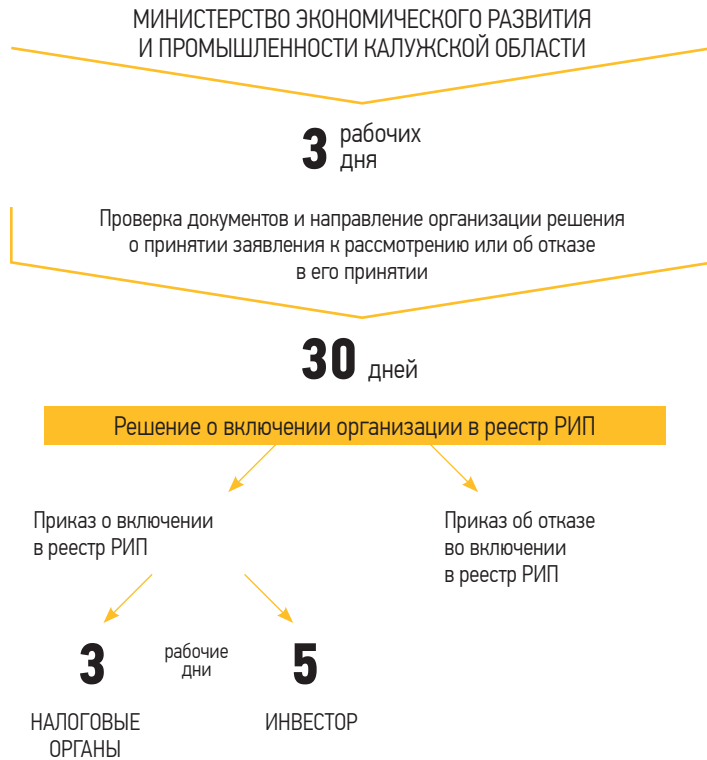 МИНИСТЕРСТВО ЭКОНОМИЧЕСКОГО РАЗВИТИЯ
И ПРОМЫШЛЕННОСТИ КАЛУЖСКОЙ ОБЛАСТИ
3 рабочих
дня
Проверка документов и направление организации решения
о принятии заявления к рассмотрению или об отказе
в его принятии
30 дней
Решение о включении организации в реестр РИП
Приказ о включении
в реестр РИП
Приказ об отказе
во включении
в реестр РИП
3 рабочие 5
дни
НАЛОГОВЫЕ
ОРГАНЫ
ИНВЕСТОР